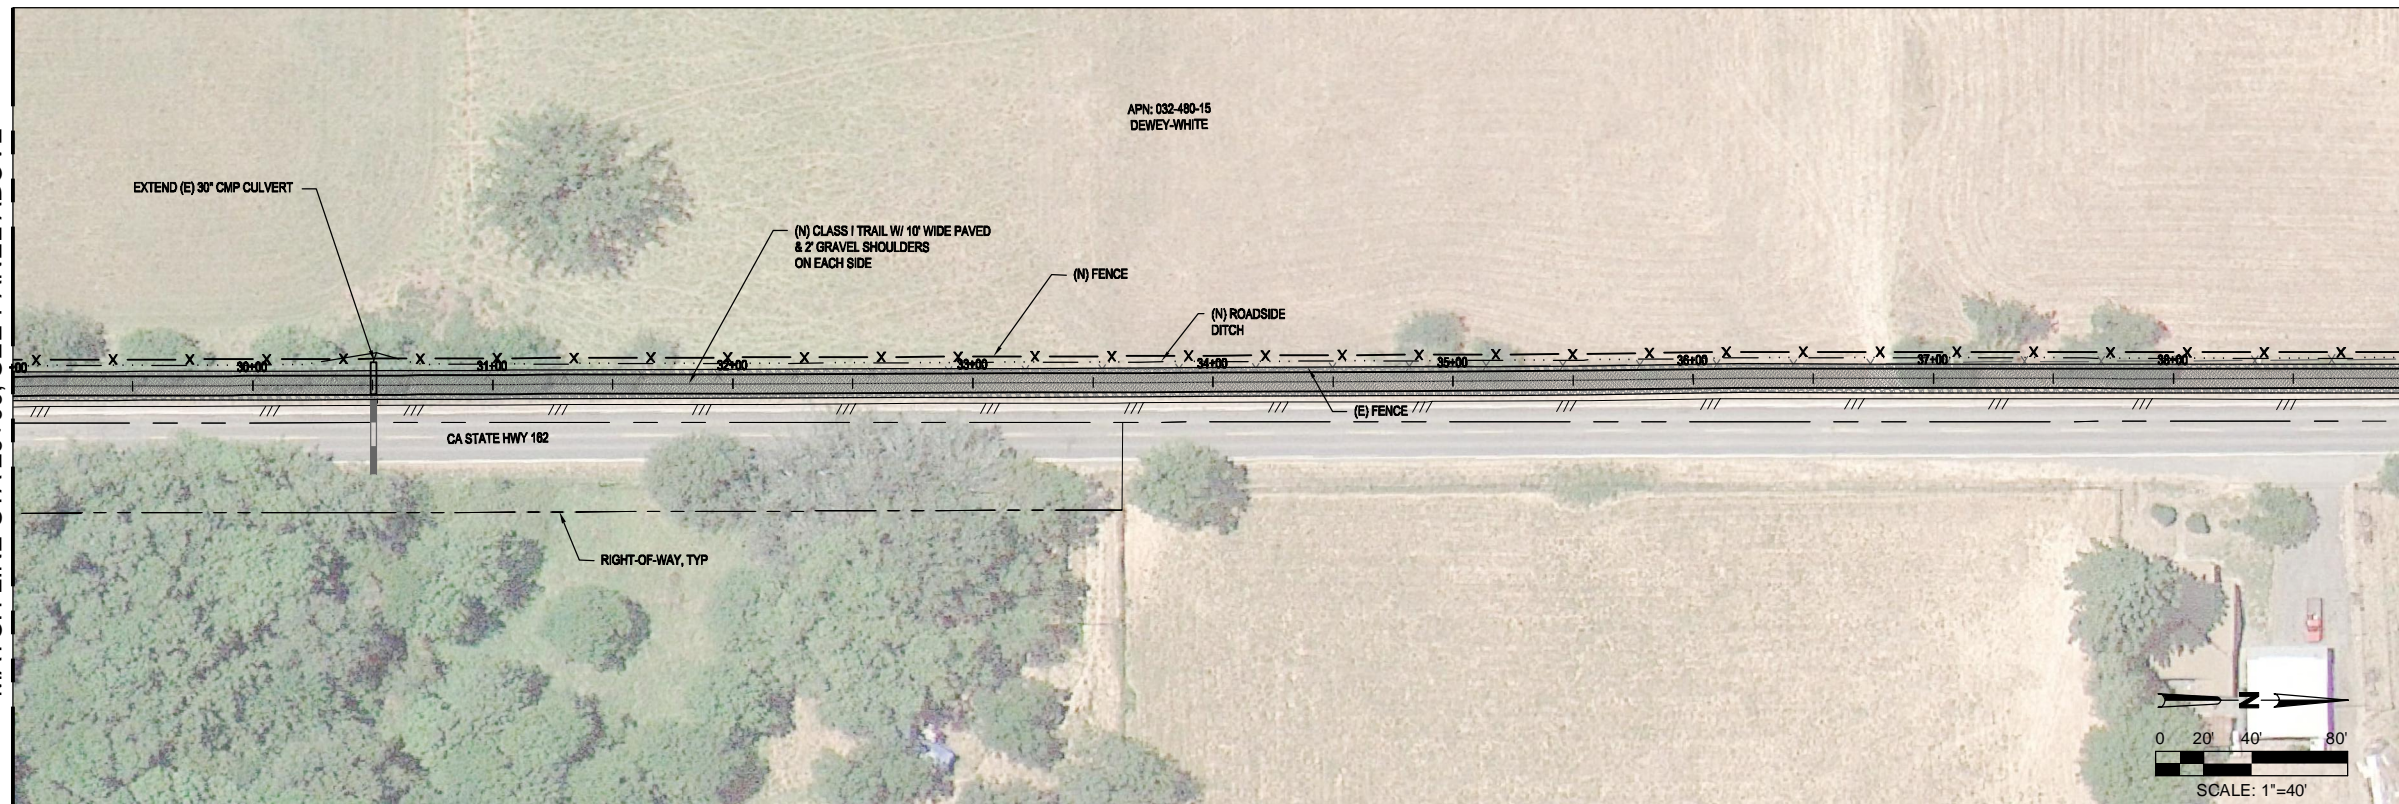 APN: 032-480-15
DEWEY-WHITE
EXTEND (E) 30" CMP CULVERT
(N) CLASS I TRAIL W/ 10' WIDE PAVED
& 2' GRAVEL SHOULDERS
ON EACH SIDE
(N) FENCE
(N) ROADSIDE
DITCH
30+00
31+00
32+00
33+00
34+00
35+00
36+00
37+00
38+00
(E) FENCE
CA STATE HWY 162
RIGHT-OF-WAY, TYP
N
0 20' 40' 80'
SCALE: 1"=40'